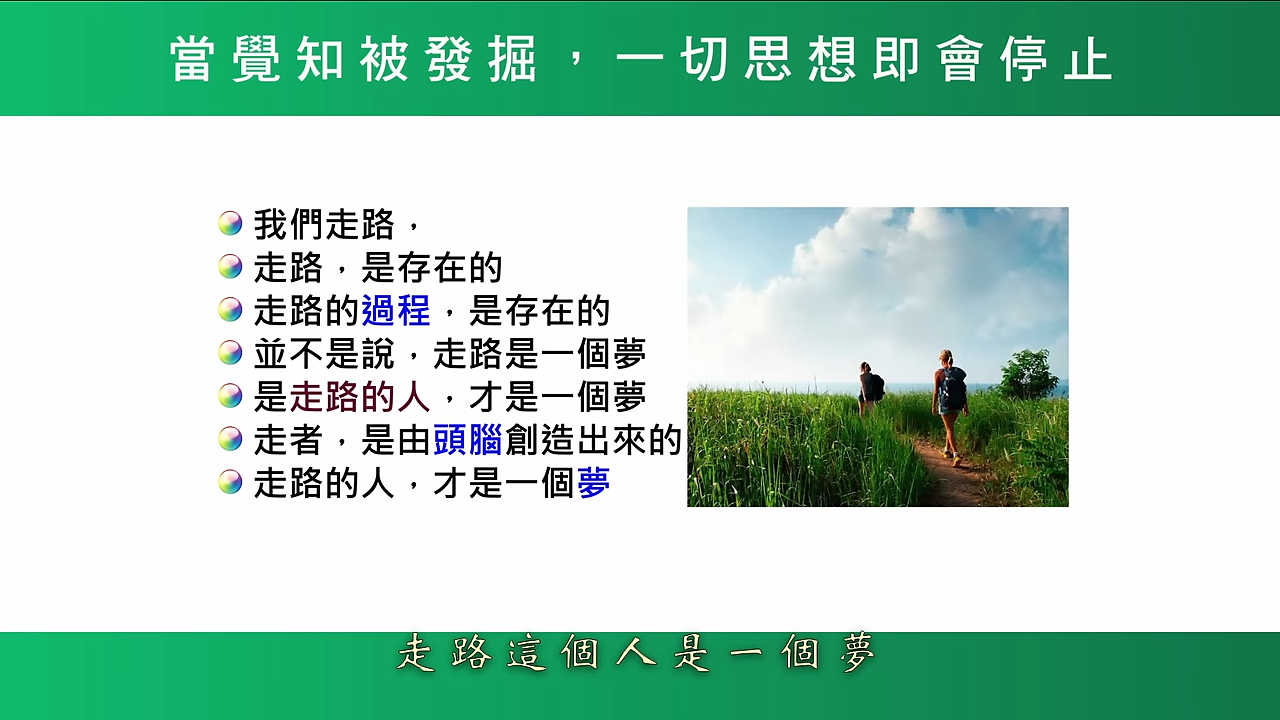 當覺知被發掘，一切思想即會停止
我們走路，
走路，是存在的
走路的過程，是存在的
並不是說，走路是一個夢
是走路的人，才是一個夢
走者，是由頭腦創造出來的
走路的人，才是一個夢
走路這個人是一個夢